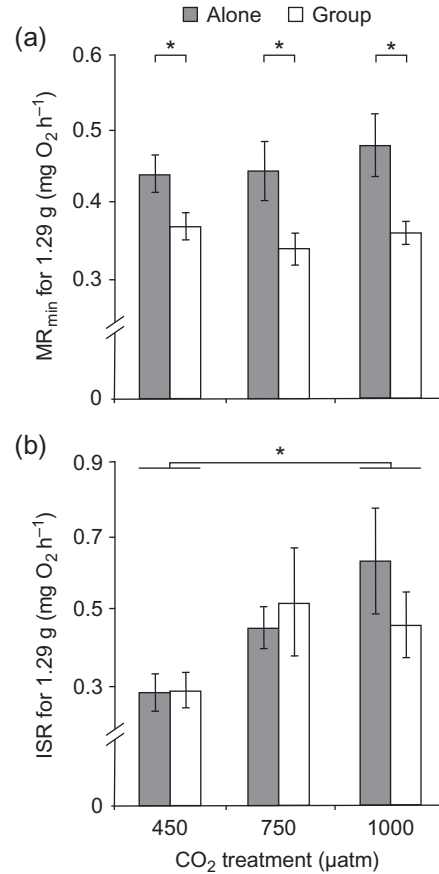 Alone Group
(a)
* * *
0.6
0.5
0.4
0.3
0
MRmin for 1.29 g (mg O2 h−1)
(b)
*
0.9
0.7
0.5
0.3
0
ISR for 1.29 g (mg O2 h−1)
450 750 1000
CO2 treatment (µatm)